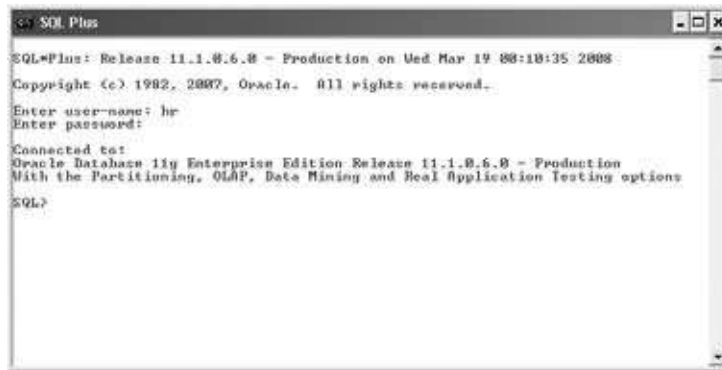 SQL Plus
SQL*Plus: Release 11.1.0.6.0 - Production on Wed Mar 19 00:10:35 2008
Copyright (c) 1982, 2007, Oracle.  All rights reserved.
Enter user-name: hr
Enter password:
Connected to:
Oracle Database 11g Enterprise Edition Release 11.1.0.6.0 - Production
With the Partitioning, OLAP, Data Mining and Real Application Testing options
SQL>